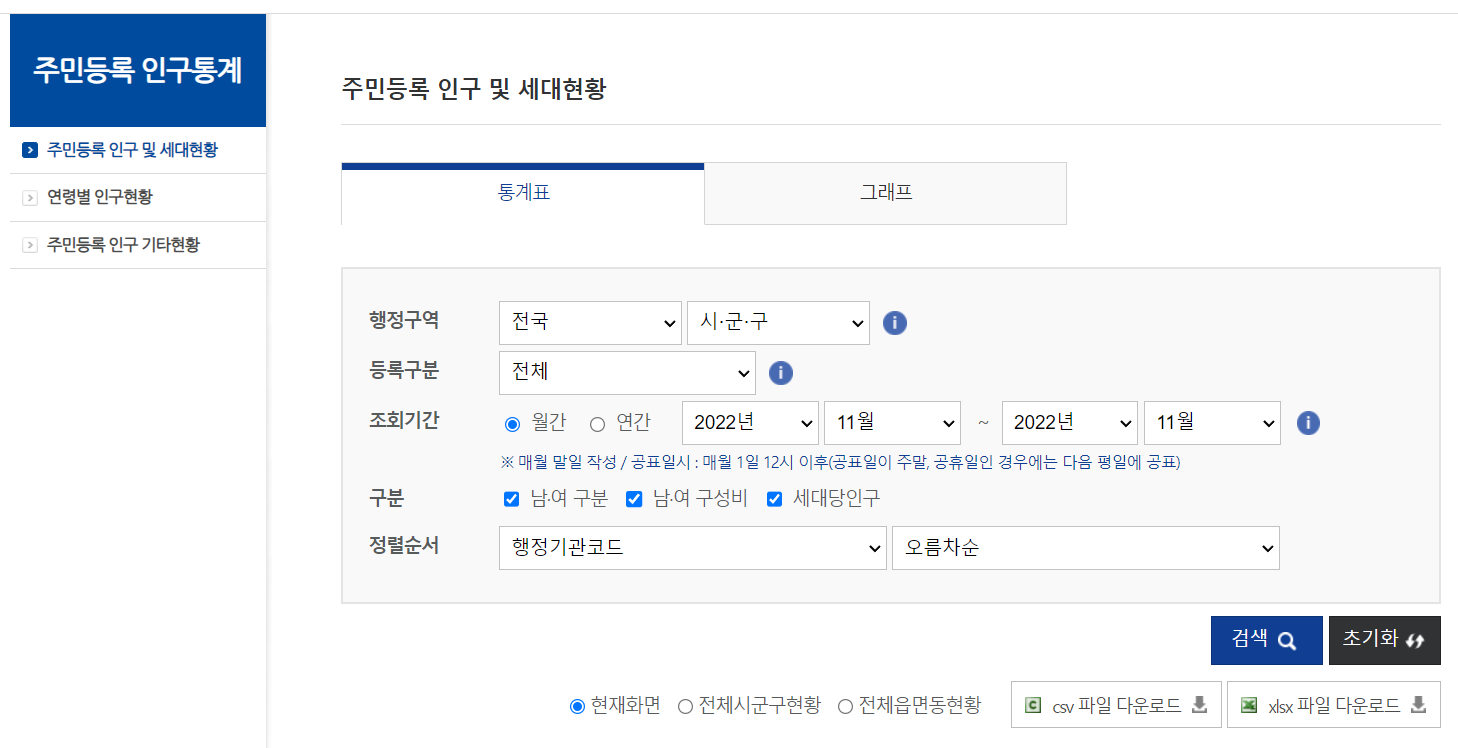 주민등록 인구통계
주민등록 인구 및 세대현황
연령별 인구현황
주민등록 인구 기타현황
주민등록 인구 및 세대현황
통계표
그래프
행정구역 전국 시·군·구
등록구분 전체
조회기간 월간 연간 2022년 11월 ~ 2022년 11월
※ 매월 말일 작성 / 공표일시 : 매월 1일 12시 이후(공표일이 주말, 공휴일인 경우에는 다음 평일에 공표)
구분 남·여 구분 남·여 구성비 세대당인구
정렬순서 행정기관코드 오름차순
검색 초기화
현재화면 전체시군구현황 전체읍면동현황 csv 파일 다운로드 xlsx 파일 다운로드